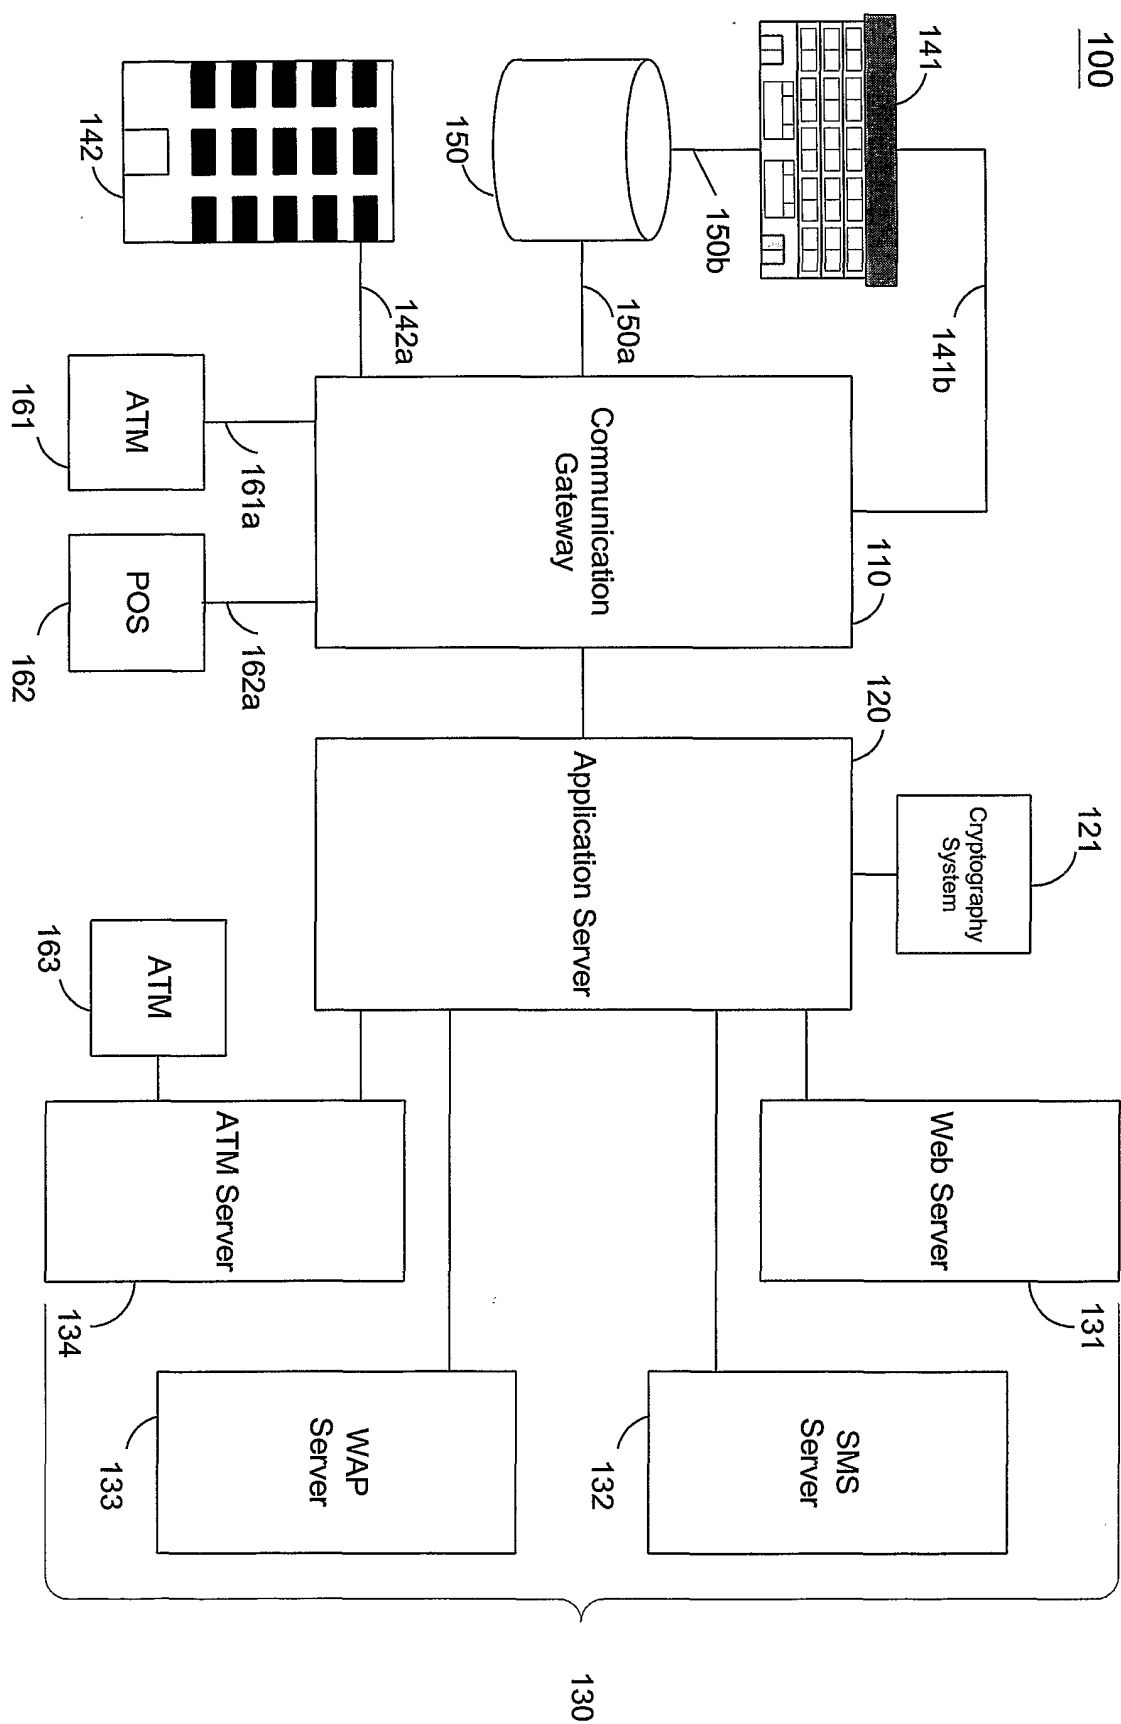 100
141
141b
150
150b
150a
142
142a
Communication
Gateway
110
ATM
161
161a
POS
162
162a
Application Server
120
Cryptography
System
121
ATM
163
Web Server
131
SMS
Server
132
WAP
Server
133
ATM Server
134
130